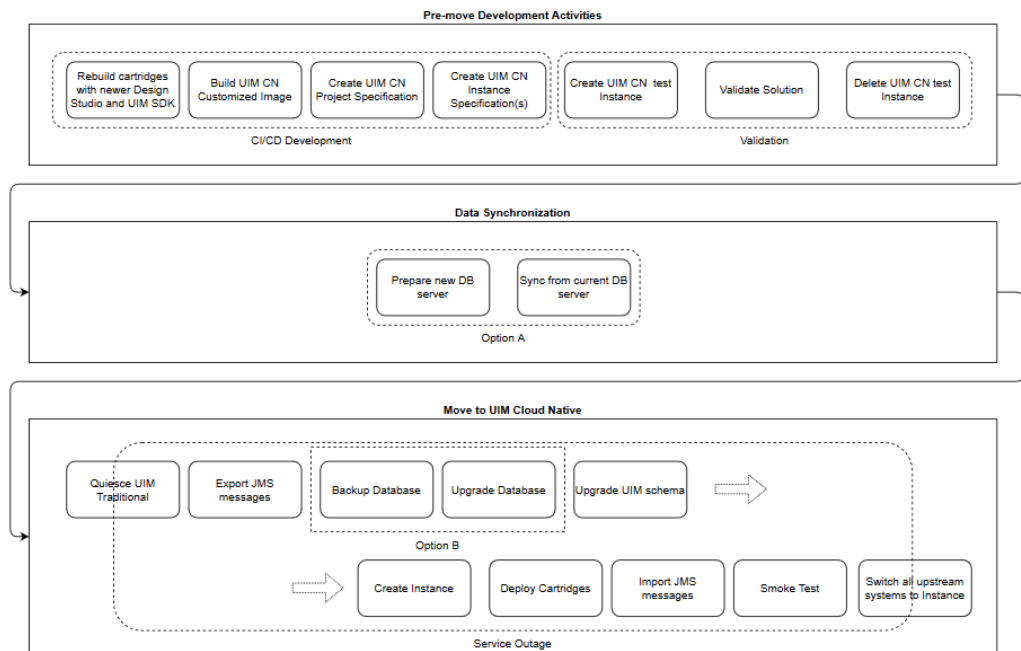 Pre-move Development Activities
Rebuild cartridges
with newer Design
Studio and UIM SDK
Build UIM CN
Customized Image
Create UIM CN
Project Specification
Create UIM CN
Instance
Specification(s)
Create UIM CN  test
Instance
Validate Solution
Delete UIM CN test
Instance
CI/CD Development
Validation
Data Synchronization
Prepare new DB
server
Sync from current DB
server
Option A
Move to UIM Cloud Native
Quiesce UIM
Traditional
Export JMS
messages
Backup Database
Upgrade Database
Upgrade UIM schema
Option B
Create Instance
Deploy Cartridges
Import JMS
messages
Smoke Test
Switch all upstream
systems to Instance
Service Outage